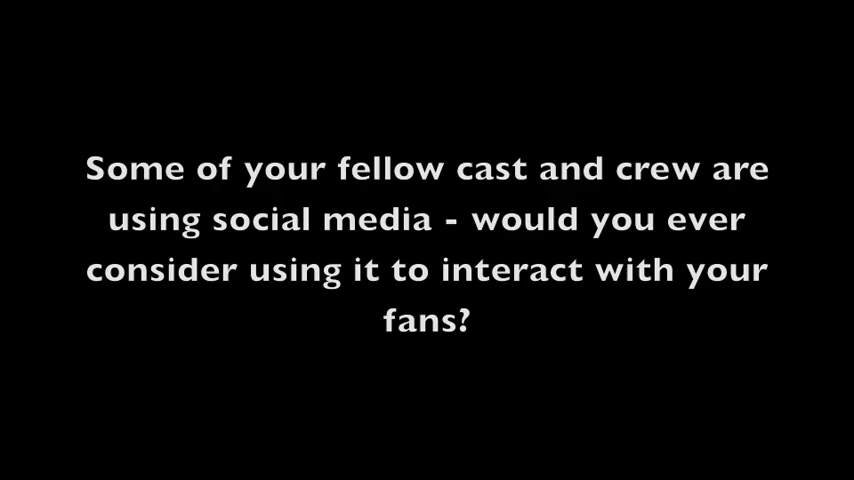 Some of your fellow cast and crew are
using social media - would you ever
consider using it to interact with your
fans?